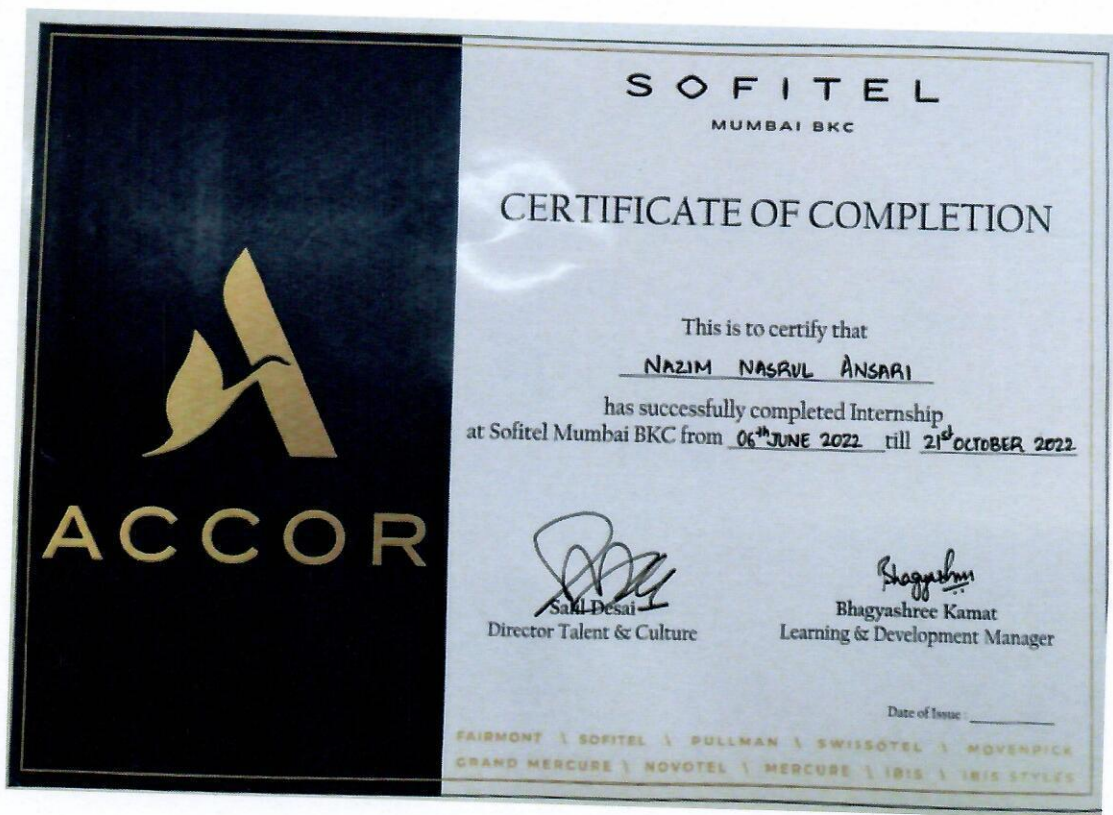 ACCOR
SOFITEL
MUMBAI BKC
CERTIFICATE OF COMPLETION
This is to certify that
NAZIM NASRUL ANSARI
has successfully completed Internship
at Sofitel Mumbai BKC from 06th JUNE 2022 till 21st OCTOBER 2022
Bhagyashree
Salil Desai
Director Talent & Culture
Bhagyashree Kamat
Learning & Development Manager
Date of Issue :
FAIRMONT \ SOFITEL \ PULLMAN \ SWISSOTEL \ MOVENPICK
GRAND MERCURE \ NOVOTEL \ MERCURE \ IBIS \ IBIS STYLES